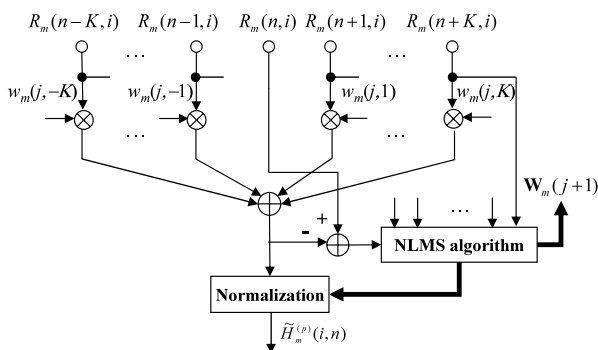 R_m(n-K,i) R_m(n-1,i) R_m(n,i) R_m(n+1,i) R_m(n+K,i)
... ...
w_m(j,-K) w_m(j,-1) w_m(j,1) w_m(j,K)
... ...
W_m(j+1)
+ ...
-
NLMS algorithm
Normalization
H̃_m^{(p)}(i,n)